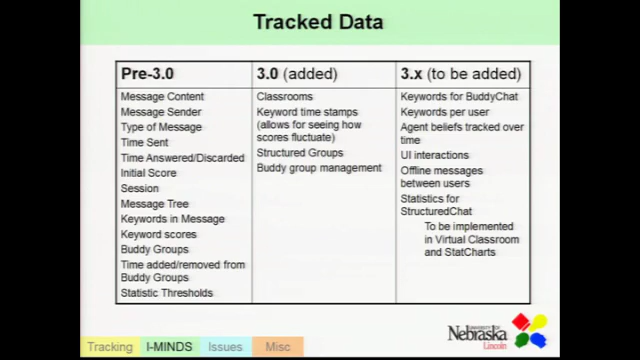 Tracked Data
Pre-3.0
Message Content
Message Sender
Type of Message
Time Sent
Time Answered/Discarded
Initial Score
Session
Message Tree
Keywords in Message
Keyword scores
Buddy Groups
Time added/removed from
Buddy Groups
Statistic Thresholds
3.0 (added)
Classrooms
Keyword time stamps
(allows for seeing how
scores fluctuate)
Structured Groups
Buddy group management
3.x (to be added)
Keywords for BuddyChat
Keywords per user
Agent beliefs tracked over
time
UI interactions
Offline messages
between users
Statistics for
StructuredChat
To be implemented
in Virtual Classroom
and StatCharts
Tracking
I-MINDS
Issues
Misc
UNIVERSITY OF
Nebraska
Lincoln